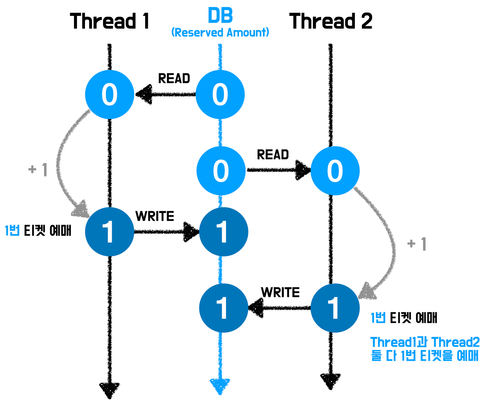 Thread 1
DB
(Reserved Amount)
Thread 2
READ
0
0
READ
0
0
+ 1
WRITE
1번 티켓 예매
1
1
+ 1
WRITE
1
1
1번 티켓 예매
Thread1과 Thread2
둘 다 1번 티켓을 예매